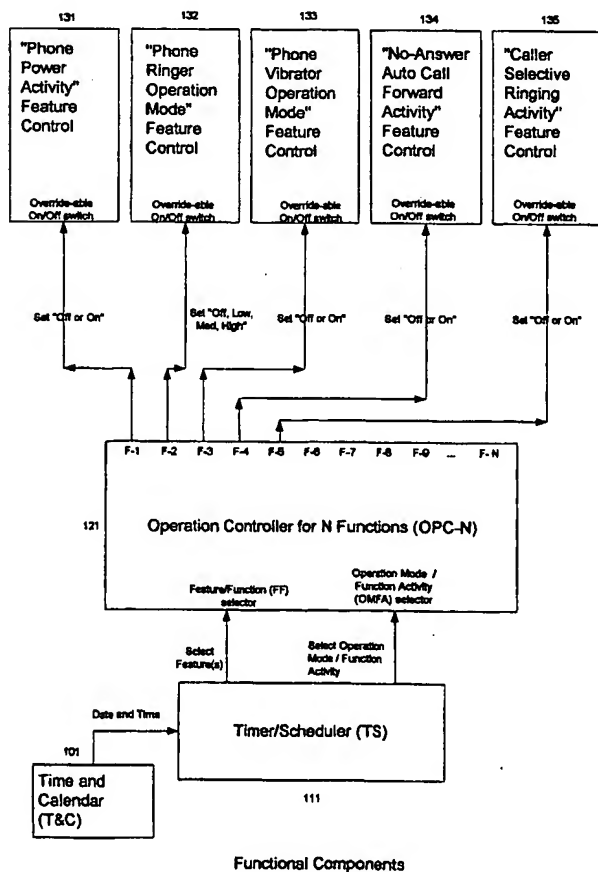 131
132
133
134
135
"Phone
Power
Activity"
Feature
Control
Override-able
On/Off switch
"Phone
Ringer
Operation
Mode"
Feature
Control
Override-able
On/Off switch
"Phone
Vibrator
Operation
Mode"
Feature
Control
Override-able
On/Off switch
"No-Answer
Auto Call
Forward
Activity"
Feature
Control
Override-able
On/Off switch
"Caller
Selective
Ringing
Activity"
Feature
Control
Override-able
On/Off switch
Set "Off or On"
Set "Off, Low,
Med, High"
Set "Off or On"
Set "Off or On"
Set "Off or On"
F-1 F-2 F-3 F-4 F-5 F-6 F-7 F-8 F-9 ... F- N
121
Operation Controller for N Functions (OPC-N)
Feature/Function (FF)
selector
Operation Mode /
Function Activity
(OMFA) selector
Select
Feature(s)
Select Operation
Mode / Function
Activity
Date and Time
Timer/Scheduler (TS)
101
Time and
Calendar
(T&C)
111
Functional Components